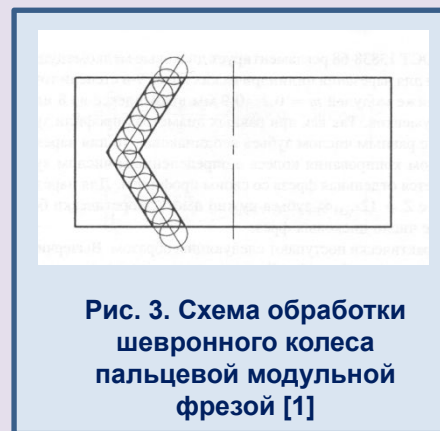 Рис. 3. Схема обработки
шевронного колеса
пальцевой модульной
фрезой [1]